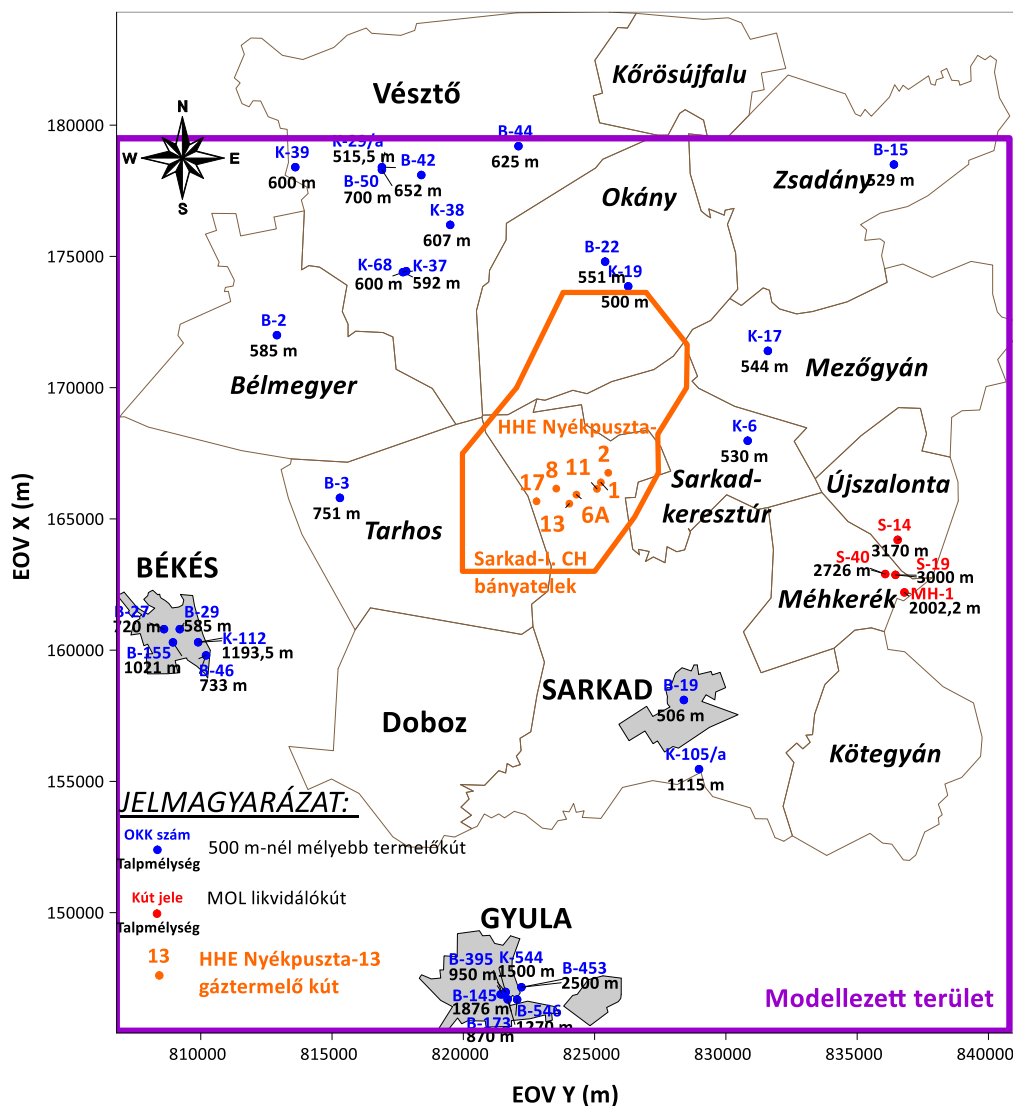 Kőrösújfalu
Vésztő
180000
N
W
E
S
K-29/a
515,5 m
B-44
625 m
K-39
600 m
B-42
652 m
B-50
700 m
B-15
529 m
Zsadány
Okány
K-38
607 m
175000
K-68
600 m
K-37
592 m
B-22
551 m
K-19
500 m
B-2
585 m
Bélmegyer
K-17
544 m
Mezőgyán
170000
HHE Nyékpuszta-
2
11
8
17
1
6A
13
K-6
530 m
Sarkad-
keresztúr
Újszalonta
B-3
751 m
Tarhos
165000
Sarkad-I. CH
bányatelek
S-14
3170 m
S-40
2726 m
S-19
3000 m
MH-1
2002,2 m
Méhkerék
BÉKÉS
B-27
720 m
B-29
585 m
K-112
1193,5 m
B-155
1021 m
B-46
733 m
160000
SARKAD
B-19
506 m
Doboz
K-105/a
1115 m
Kötegyán
155000
JELMAGYARÁZAT:
OKK szám
Talpmélység
500 m-nél mélyebb termelőkút
Kút jele
Talpmélység
MOL likvidálókút
13
HHE Nyékpuszta-13
gáztermelő kút
150000
GYULA
B-395
950 m
K-544
1500 m
B-453
2500 m
B-145
1876 m
B-546
1270 m
B-173
870 m
Modellezett terület
810000
815000
820000
825000
830000
835000
840000
EOV Y (m)
EOV X (m)